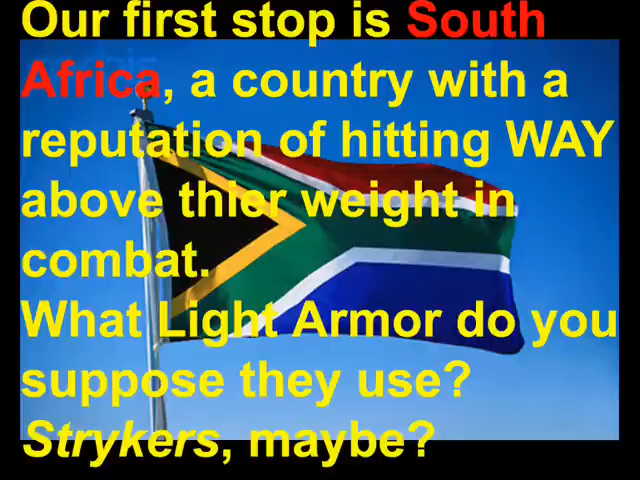 Our first stop is South
Africa, a country with a
reputation of hitting WAY
above thier weight in
combat.
What Light Armor do you
suppose they use?
Strykers, maybe?